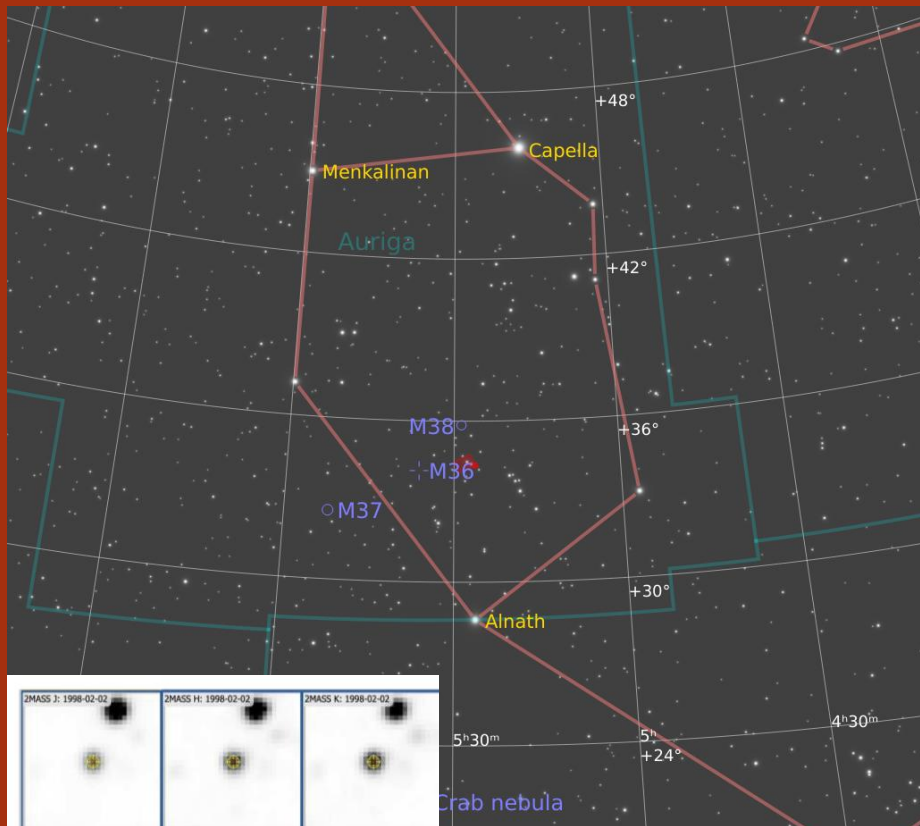 +48°
Capella
Menkalinan
Auriga
+42°
M38
+36°
M36
M37
+30°
Alnath
2MASS J: 1998-02-02
2MASS H: 1998-02-02
2MASS K: 1998-02-02
5ʰ30ᵐ
5ʰ
4ʰ30ᵐ
+24°
Crab nebula